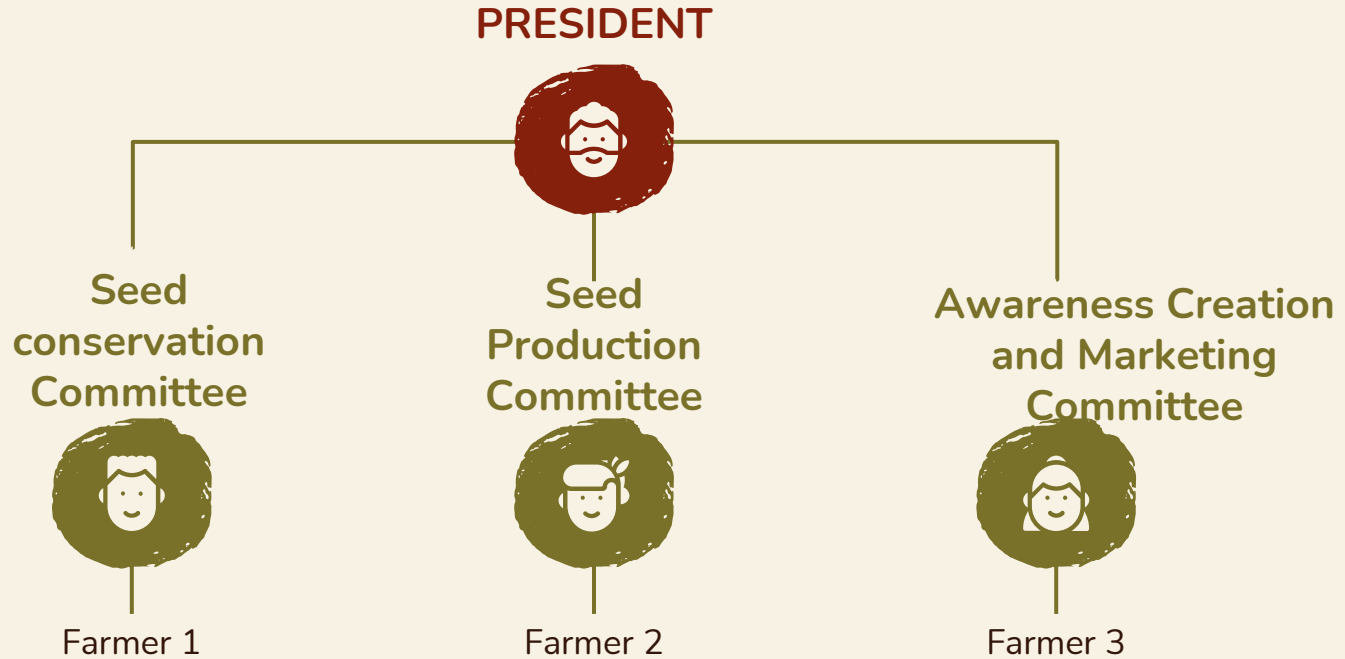 PRESIDENT
Seed
conservation
Committee
Seed
Production
Committee
Awareness Creation
and Marketing
Committee
Farmer 1
Farmer 2
Farmer 3